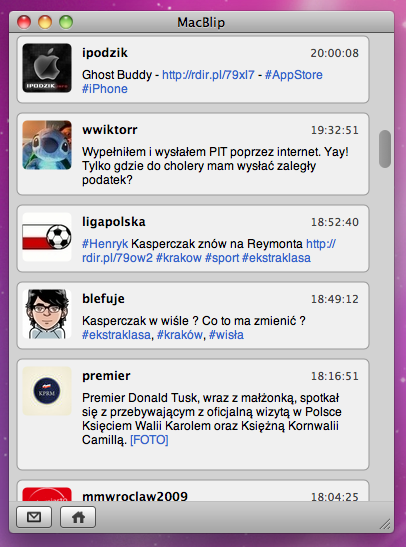 MacBlip
ipodzik 20:00:08
Ghost Buddy - http://rdir.pl/79xl7 - #AppStore
#iPhone
IPODZIK
wwiktorr 19:32:51
Wypełniłem i wysłałem PIT poprzez internet. Yay!
Tylko gdzie do cholery mam wysłać zaległy
podatek?
ligapolska 18:52:40
#Henryk Kasperczak znów na Reymonta http://
rdir.pl/79ow2 #krakow #sport #ekstraklasa
blefuje 18:49:12
Kasperczak w wiśle ? Co to ma zmienić ?
#ekstraklasa, #kraków, #wisła
premier 18:16:51
KPRM
Premier Donald Tusk, wraz z małżonką, spotkał
się z przebywającym z oficjalną wizytą w Polsce
Księciem Walii Karolem oraz Księżną Kornwalii
Camillą. [FOTO]
mmwroclaw2009 18:04:25